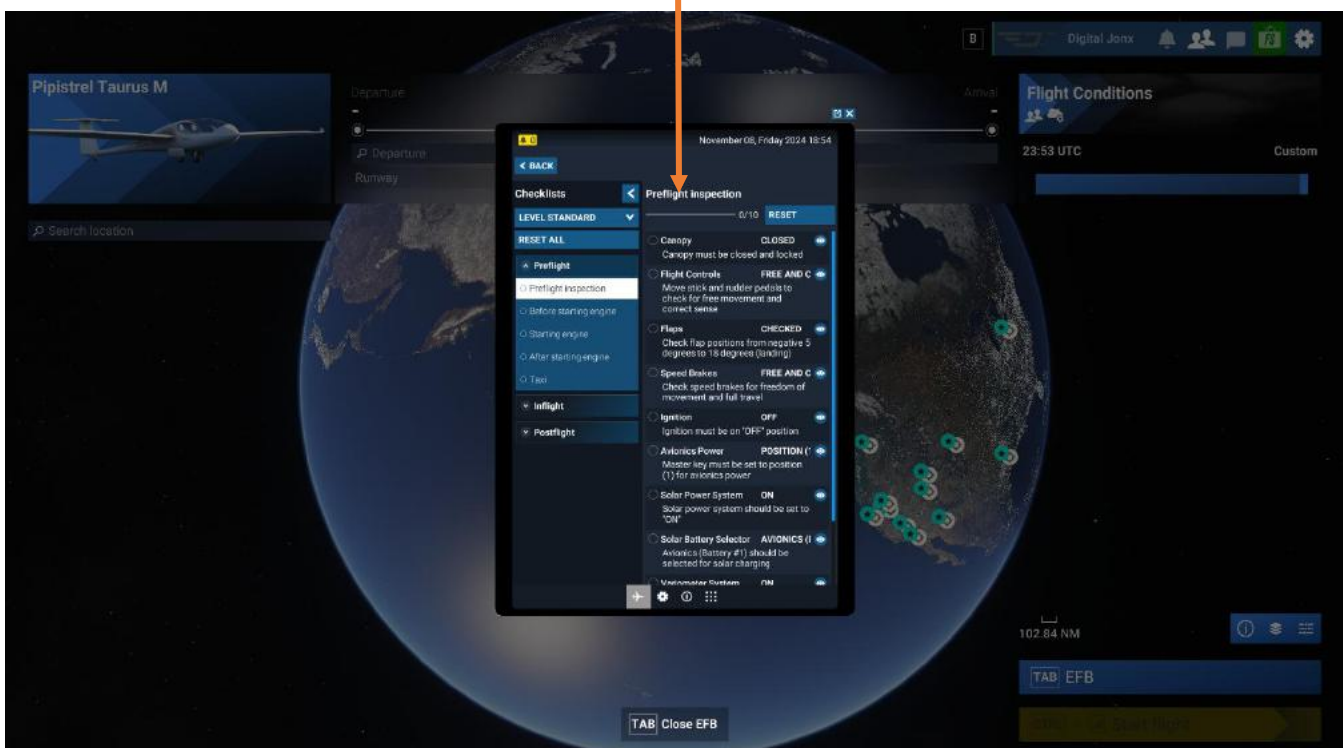 B
Digital Jonx
Pipistrel Taurus M
Departure
Arrival
-
-
Departure
Runway
Search location
Flight Conditions
23:53 UTC
Custom
November 08, Friday 2024 18:54
< BACK
Checklists
LEVEL STANDARD
RESET ALL
Preflight
Preflight inspection
Before starting engine
Starting engine
After starting engine
Taxi
Inflight
Postflight
Preflight inspection
0/10 RESET
Canopy CLOSED
Canopy must be closed and locked
Flight Controls FREE AND C
Move stick and rudder pedals to
check for free movement and
correct sense
Flaps CHECKED
Check flap positions from negative 5
degrees to 18 degrees (landing)
Speed Brakes FREE AND C
Check speed brakes for freedom of
movement and full travel
Ignition OFF
Ignition must be on "OFF" position
Avionics Power POSITION (1
Master key must be set to position
(1) for avionics power
Solar Power System ON
Solar power system should be set to
"ON"
Solar Battery Selector AVIONICS (
Avionics (Battery #1) should be
selected for solar charging
Variometer System ON
102.84 NM
TAB EFB
Start flight
TAB Close EFB